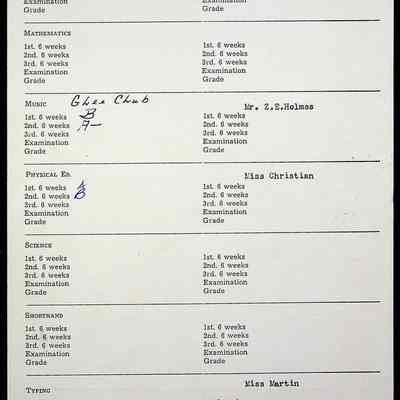 Examination Examination
Grade Grade
MATHEMATICS
1st. 6 weeks 1st. 6 weeks
2nd. 6 weeks 2nd. 6 weeks
3rd. 6 weeks 3rd. 6 weeks
Examination Examination
Grade Grade
MUSIC Glee Club Mr. Z.E.Holmes
1st. 6 weeks B 1st. 6 weeks
2nd. 6 weeks A- 2nd. 6 weeks
3rd. 6 weeks 3rd. 6 weeks
Examination Examination
Grade Grade
PHYSICAL ED. Miss Christian
1st. 6 weeks 1st. 6 weeks
2nd. 6 weeks B 2nd. 6 weeks
3rd. 6 weeks 3rd. 6 weeks
Examination Examination
Grade Grade
SCIENCE
1st. 6 weeks 1st. 6 weeks
2nd. 6 weeks 2nd. 6 weeks
3rd. 6 weeks 3rd. 6 weeks
Examination Examination
Grade Grade
SHORTHAND
1st. 6 weeks 1st. 6 weeks
2nd. 6 weeks 2nd. 6 weeks
3rd. 6 weeks 3rd. 6 weeks
Examination Examination
Grade Grade
TYPING Miss Martin